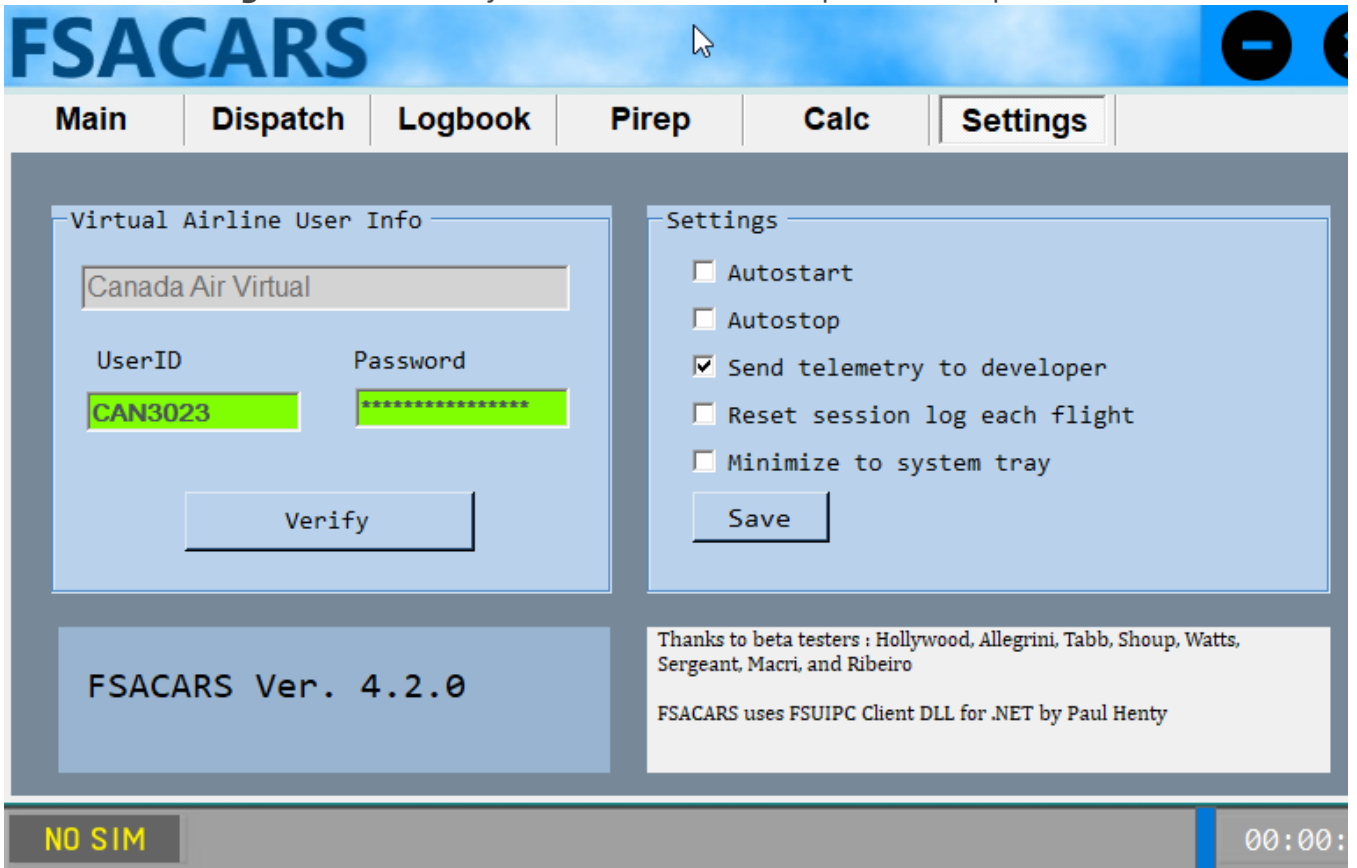 FSACARS
Main Dispatch Logbook Pirep Calc Settings
Virtual Airline User Info
Canada Air Virtual
UserID Password
CAN3023 ****************
Verify
Settings
Autostart
Autostop
Send telemetry to developer
Reset session log each flight
Minimize to system tray
Save
FSACARS Ver. 4.2.0
Thanks to beta testers : Hollywood, Allegrini, Tabb, Shoup, Watts,
Sergeant, Macri, and Ribeiro
FSACARS uses FSUIPC Client DLL for .NET by Paul Henty
NO SIM 00:00: